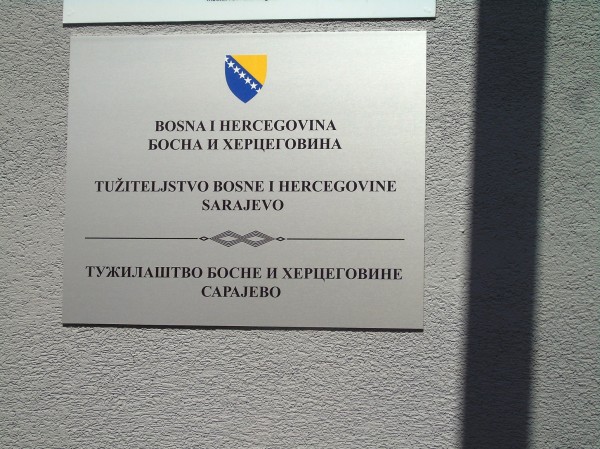 BOSNA I HERCEGOVINA
БОСНА И ХЕРЦЕГОВИНА
TUŽITELJSTVO BOSNE I HERCEGOVINE
SARAJEVO
ТУЖИЛАШТВО БОСНЕ И ХЕРЦЕГОВИНЕ
САРАЈЕВО